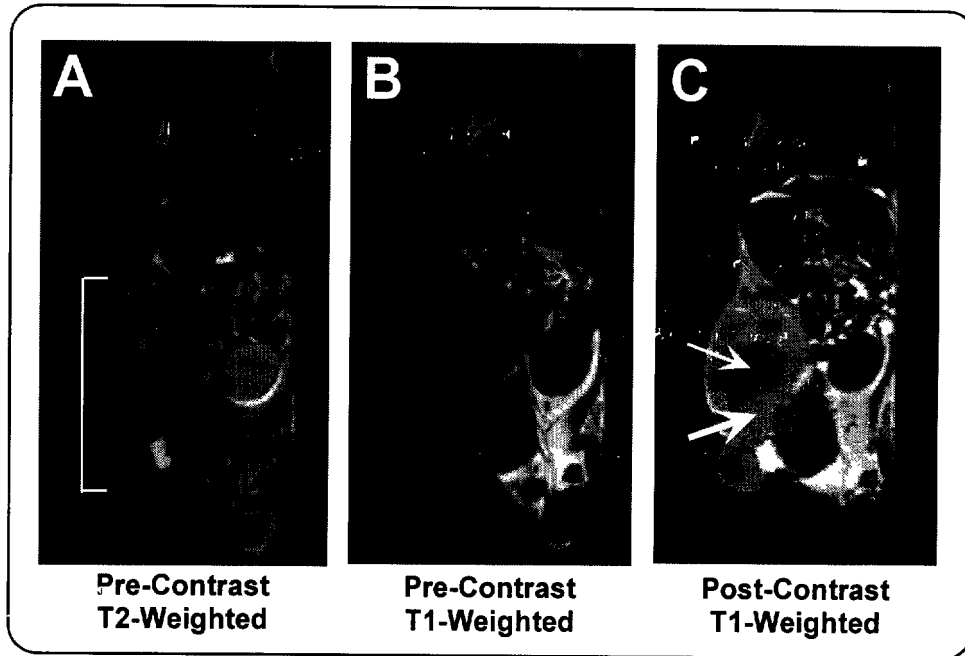 A
B
C
Pre-Contrast
T2-Weighted
Pre-Contrast
T1-Weighted
Post-Contrast
T1-Weighted